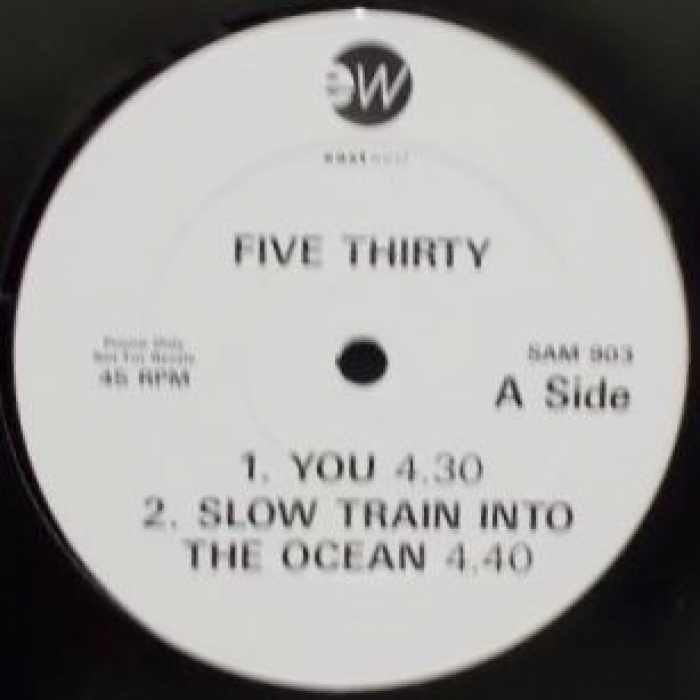 eW
eastwest
FIVE THIRTY
Promo Only
Not For Resale
45 RPM
SAM 903
A Side
1. YOU 4.30
2. SLOW TRAIN INTO
THE OCEAN 4.40